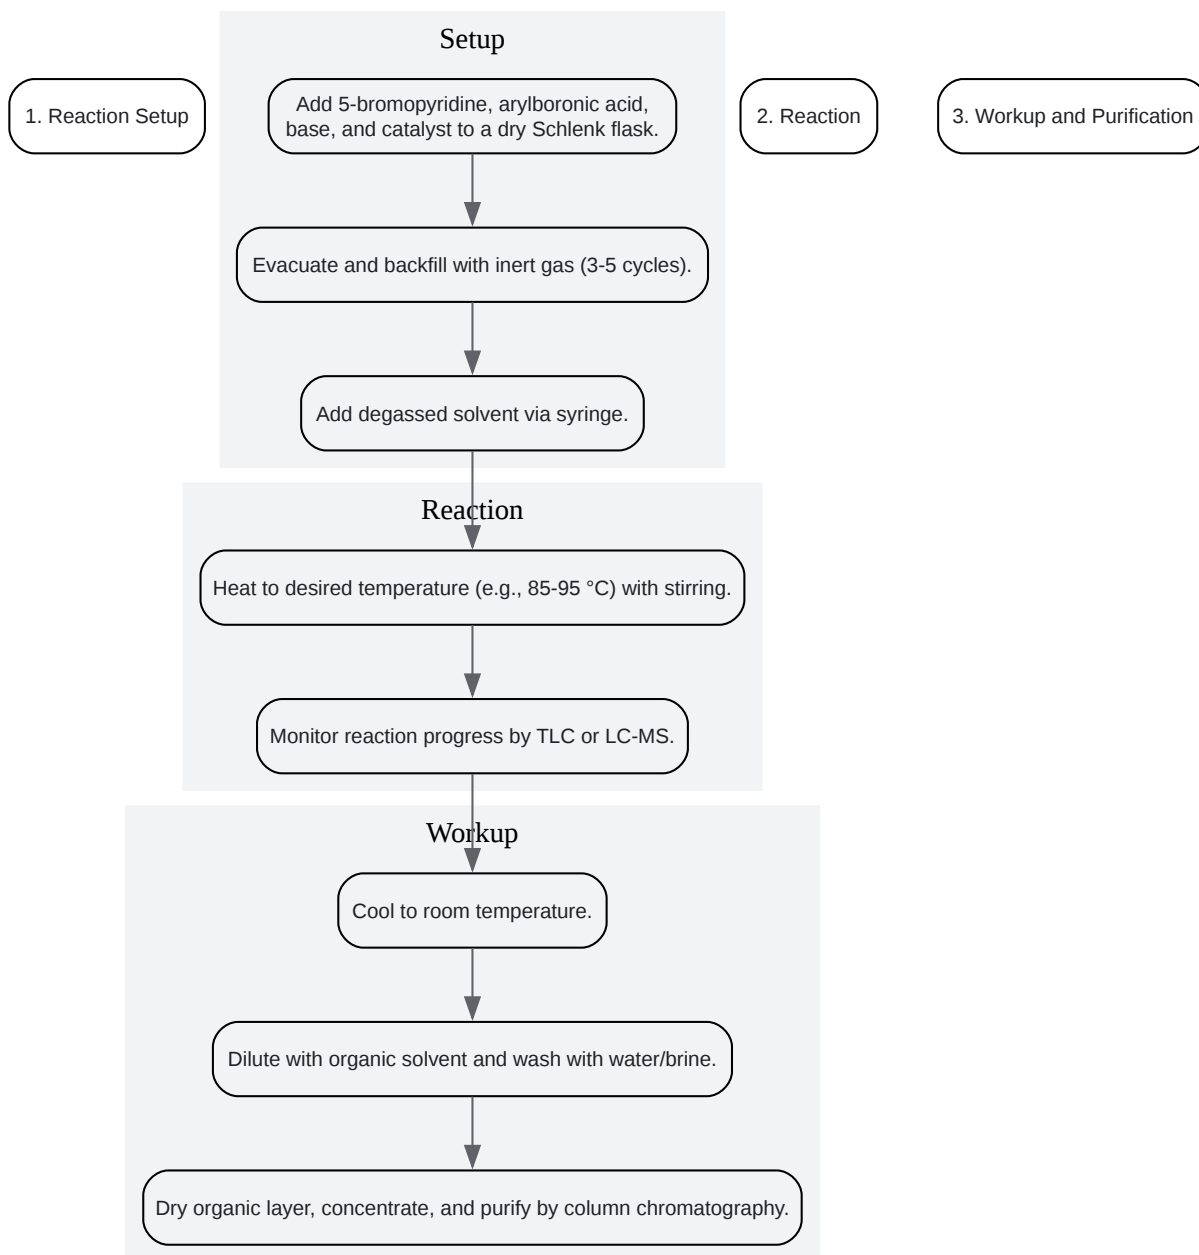 Setup
1. Reaction Setup
Add 5-bromopyridine, arylboronic acid,
base, and catalyst to a dry Schlenk flask.
2. Reaction
3. Workup and Purification
Evacuate and backfill with inert gas (3-5 cycles).
Add degassed solvent via syringe.
Reaction
Heat to desired temperature (e.g., 85-95 °C) with stirring.
Monitor reaction progress by TLC or LC-MS.
Workup
Cool to room temperature.
Dilute with organic solvent and wash with water/brine.
Dry organic layer, concentrate, and purify by column chromatography.